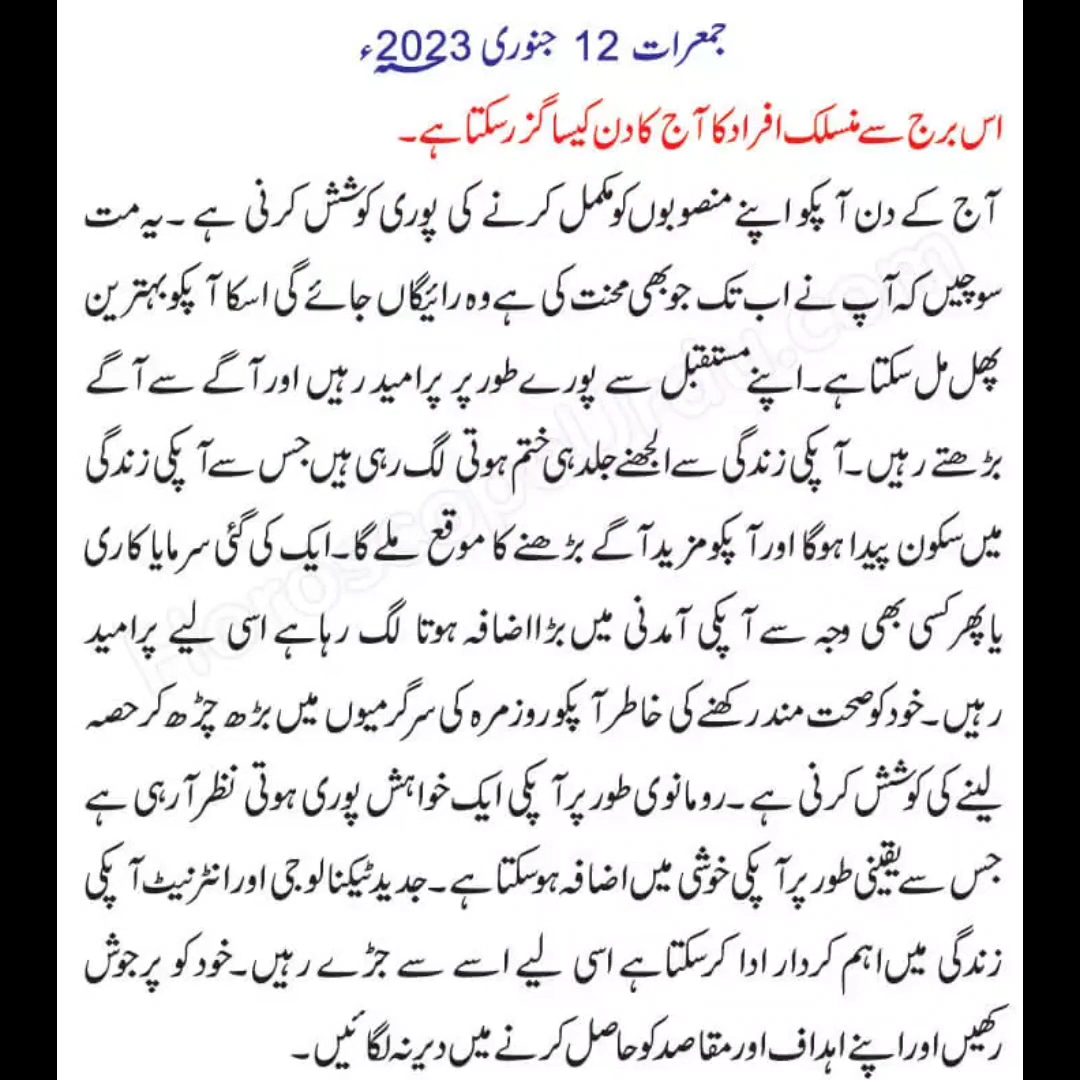 جمعرات 12 جنوری 2023ء
اس برج سے منسلک افراد کا آج کا دن کیسا گزر سکتا ہے۔
آج کے دن آپکو اپنے منصوبوں کو مکمل کرنے کی پوری کوشش کرنی ہے ۔ یہ مت
سوچیں کہ آپ نے اب تک جو بھی محنت کی ہے وہ رائیگاں جائے گی اسکا آپکو بہترین
پھل مل سکتا ہے۔ اپنے مستقبل سے پورے طور پر پرامید رہیں اور آگے سے آگے
بڑھتے رہیں۔ آپکی زندگی سے الجھنے جلد ہی ختم ہوتی لگ رہی ہیں جس سے آپکی زندگی
میں سکون پیدا ہوگا اور آپکو مزید آگے بڑھنے کا موقع ملے گا۔ ایک کی گئی سرمایا کاری
یا پھر کسی بھی وجہ سے آپکی آمدنی میں بڑا اضافہ ہوتا لگ رہا ہے اسی لیے پرامید
رہیں۔ خود کو صحت مند رکھنے کی خاطر آپکو روزمرہ کی سرگرمیوں میں بڑھ چڑھ کر حصہ
لینے کی کوشش کرنی ہے ۔ رومانوی طور پر آپکی ایک خواہش پوری ہوتی نظر آرہی ہے
جس سے یقینی طور پر آپکی خوشی میں اضافہ ہوسکتا ہے ۔ جدید ٹیکنالوجی اور انٹرنیٹ آپکی
زندگی میں اہم کردار ادا کرسکتا ہے اسی لیے اسے سے جڑے رہیں۔ خود کو پرجوش
رکھیں اور اپنے اہداف اور مقاصد کو حاصل کرنے میں دیر نہ لگائیں ۔
HoroscopeUrdu.com